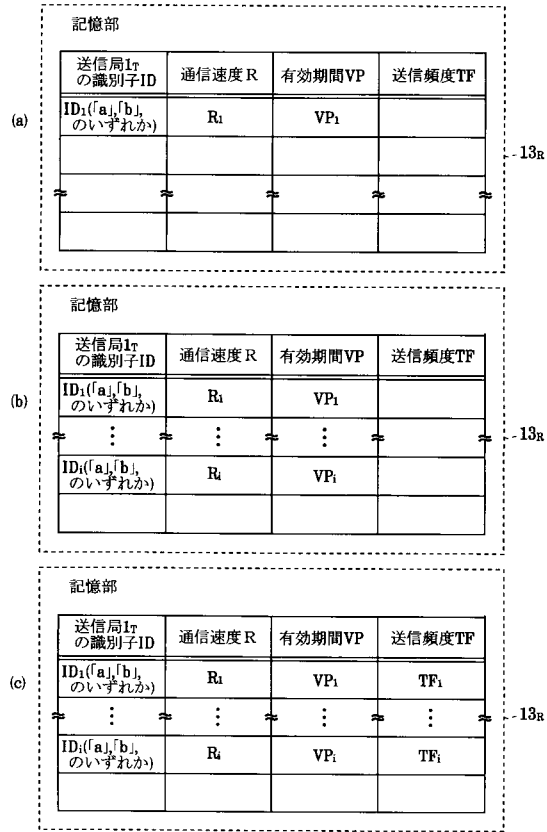 記憶部
送信局1T の識別子ID 通信速度R 有効期間VP 送信頻度TF
(a)
ID1(「a」,「b」, のいずれか) R1 VP1
13R
記憶部
送信局1T の識別子ID 通信速度R 有効期間VP 送信頻度TF
(b)
ID1(「a」,「b」, のいずれか) R1 VP1
⋮ ⋮ ⋮
13R
IDi(「a」,「b」, のいずれか) Ri VPi
記憶部
送信局1T の識別子ID 通信速度R 有効期間VP 送信頻度TF
(c)
ID1(「a」,「b」, のいずれか) R1 VP1 TF1
⋮ ⋮ ⋮ ⋮
13R
IDi(「a」,「b」, のいずれか) Ri VPi TFi